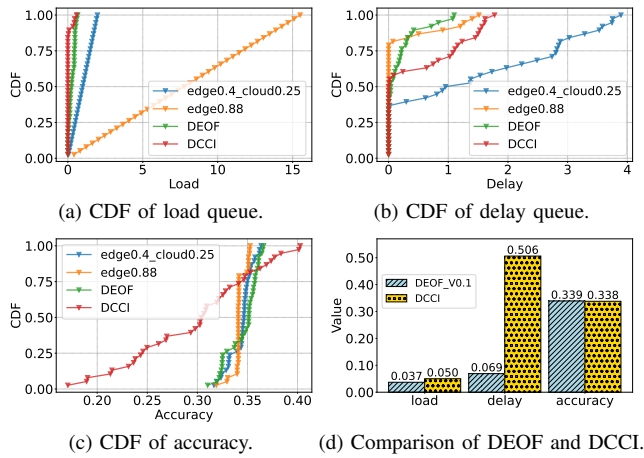 1.00
0.75
0.50
0.25
0.00
CDF
0
5
10
15
Load
edge0.4_cloud0.25
edge0.88
DEOF
DCCI
(a) CDF of load queue.
1.00
0.75
0.50
0.25
0.00
CDF
0
1
2
3
4
Delay
edge0.4_cloud0.25
edge0.88
DEOF
DCCI
(b) CDF of delay queue.
1.00
0.75
0.50
0.25
0.00
CDF
0.20
0.25
0.30
0.35
0.40
Accuracy
edge0.4_cloud0.25
edge0.88
DEOF
DCCI
(c) CDF of accuracy.
0.50
0.40
0.30
0.20
0.10
0.00
Value
DEOF_V0.1
DCCI
0.037
0.050
0.069
0.506
0.339
0.338
load
delay
accuracy
(d) Comparison of DEOF and DCCI.